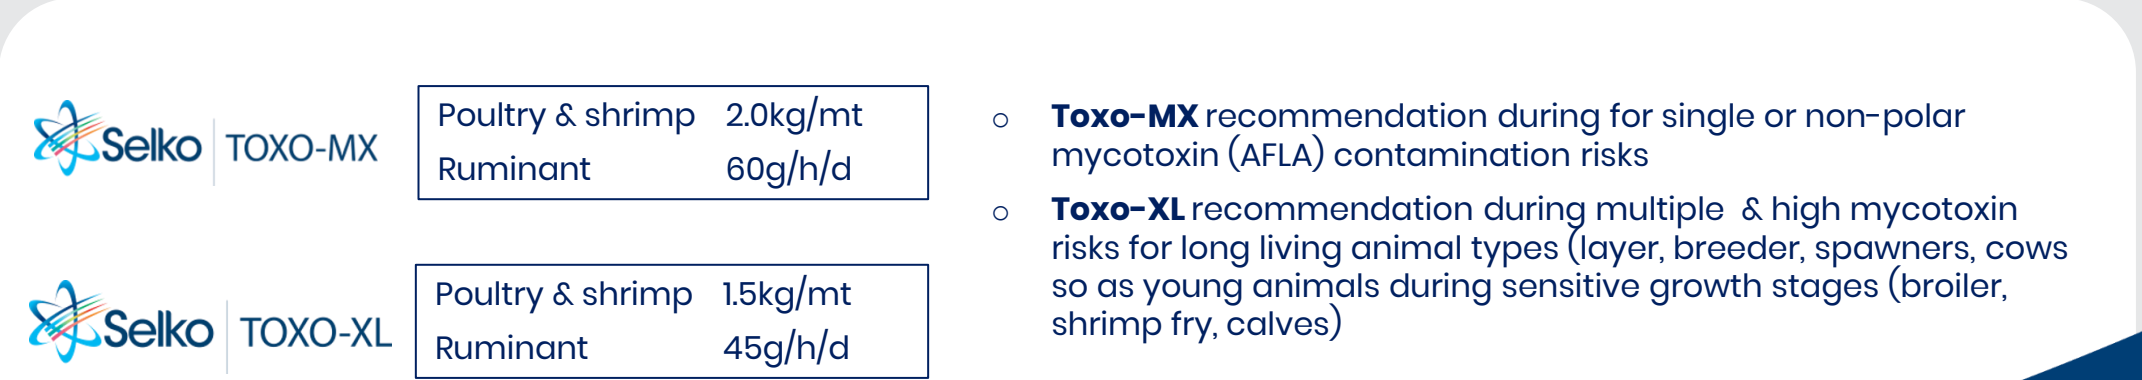 Selko | TOXO-MX
Poultry & shrimp 2.0kg/mt
Ruminant 60g/h/d
Selko | TOXO-XL
Poultry & shrimp 1.5kg/mt
Ruminant 45g/h/d
○ Toxo-MX recommendation during for single or non-polar
mycotoxin (AFLA) contamination risks
○ Toxo-XL recommendation during multiple & high mycotoxin
risks for long living animal types (layer, breeder, spawners, cows
so as young animals during sensitive growth stages (broiler,
shrimp fry, calves)